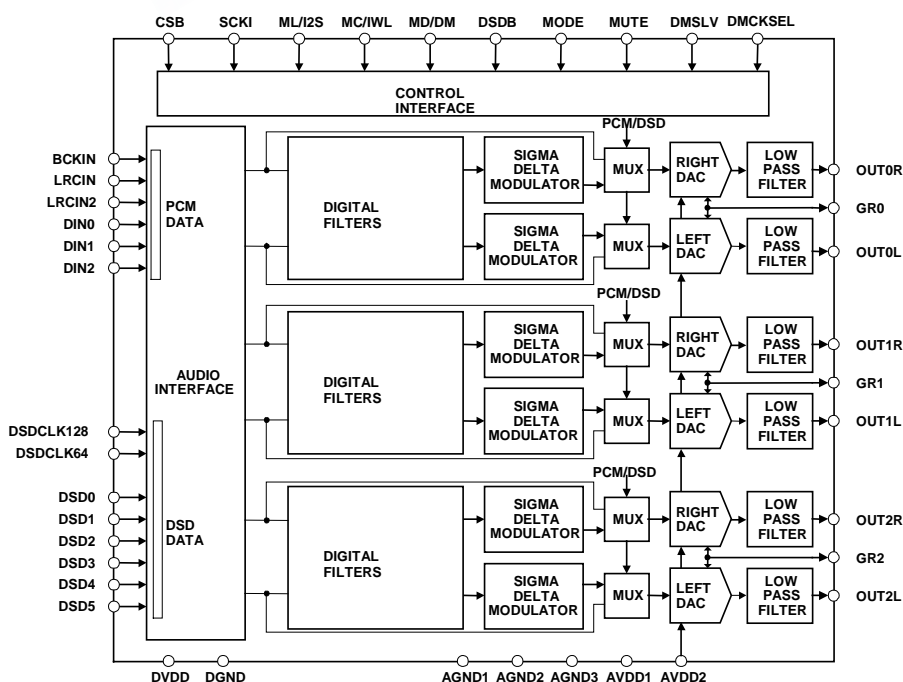 CSB SCKI ML/I2S MC/IWL MD/DM DSDB MODE MUTE DMSLV DMCKSEL
CONTROL
INTERFACE
BCKIN
LRCIN
LRCIN2
DIN0
DIN1
DIN2
PCM
DATA
AUDIO
INTERFACE
DSDCLK128
DSDCLK64
DSD0
DSD1
DSD2
DSD3
DSD4
DSD5
DSD
DATA
DIGITAL
FILTERS
SIGMA
DELTA
MODULATOR
SIGMA
DELTA
MODULATOR
PCM/DSD
MUX
MUX
RIGHT
DAC
LEFT
DAC
LOW
PASS
FILTER
LOW
PASS
FILTER
OUT0R
GR0
OUT0L
DIGITAL
FILTERS
SIGMA
DELTA
MODULATOR
SIGMA
DELTA
MODULATOR
PCM/DSD
MUX
MUX
RIGHT
DAC
LEFT
DAC
LOW
PASS
FILTER
LOW
PASS
FILTER
OUT1R
GR1
OUT1L
DIGITAL
FILTERS
SIGMA
DELTA
MODULATOR
SIGMA
DELTA
MODULATOR
PCM/DSD
MUX
MUX
RIGHT
DAC
LEFT
DAC
LOW
PASS
FILTER
LOW
PASS
FILTER
OUT2R
GR2
OUT2L
DVDD DGND AGND1 AGND2 AGND3 AVDD1 AVDD2